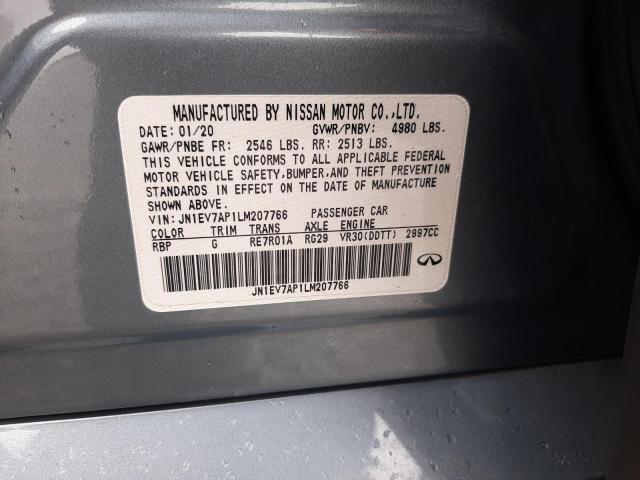 MANUFACTURED BY NISSAN MOTOR CO.,LTD.
DATE: 01/20 GVWR/PNBV: 4980 LBS.
GAWR/PNBE FR: 2546 LBS. RR: 2513 LBS.
THIS VEHICLE CONFORMS TO ALL APPLICABLE FEDERAL
MOTOR VEHICLE SAFETY,BUMPER,AND THEFT PREVENTION
STANDARDS IN EFFECT ON THE DATE OF MANUFACTURE
SHOWN ABOVE.
VIN: JN1EV7AP1LM207766 PASSENGER CAR
COLOR TRIM TRANS AXLE ENGINE
RBP G RE7R01A RG29 VR30(DDTT) 2997CC
JN1EV7AP1LM207766